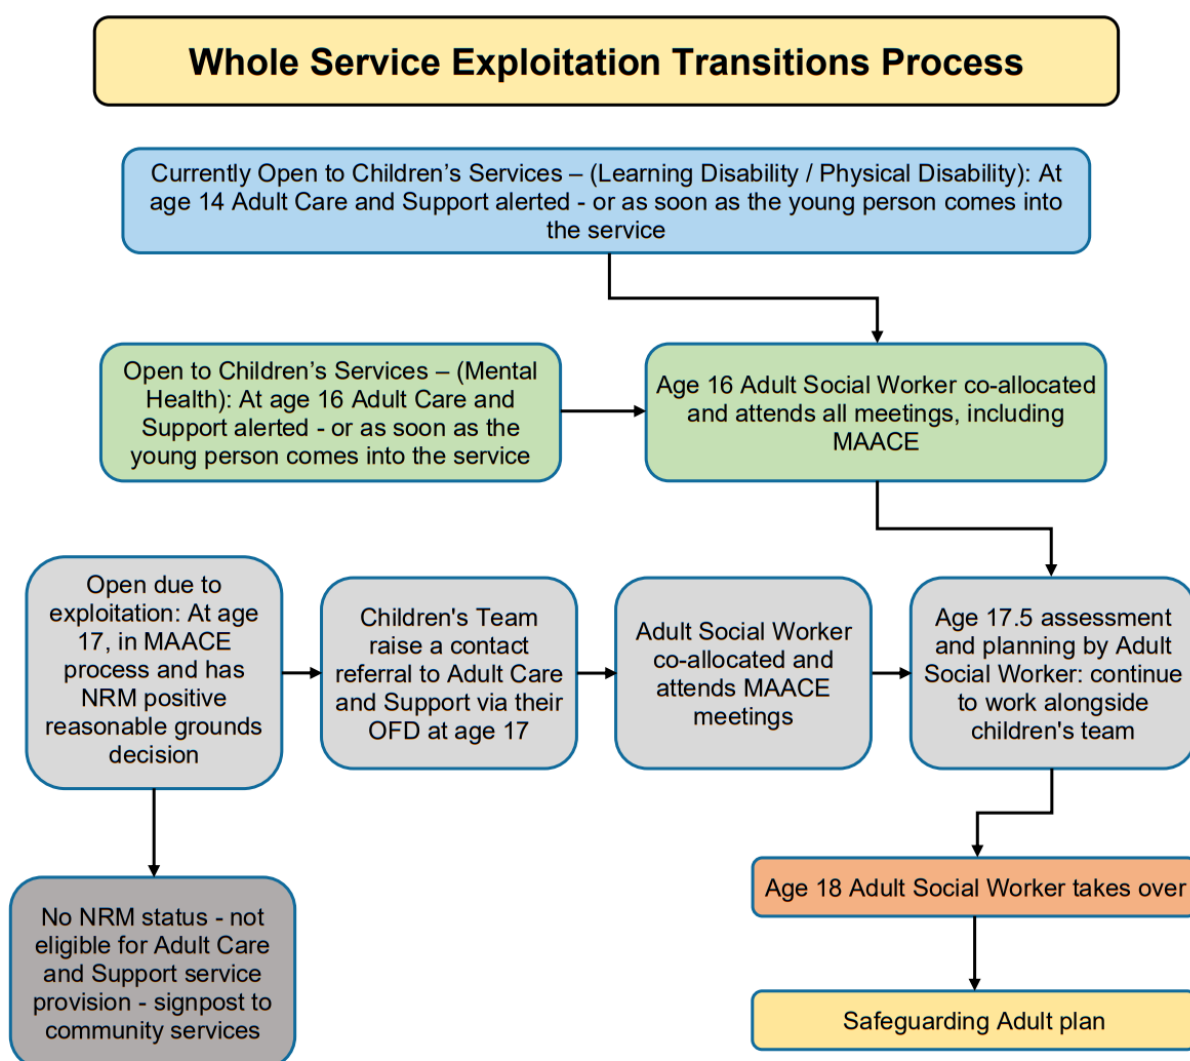 Whole Service Exploitation Transitions Process
Currently Open to Children’s Services – (Learning Disability / Physical Disability): At
age 14 Adult Care and Support alerted - or as soon as the young person comes into
the service
Open to Children’s Services – (Mental
Health): At age 16 Adult Care and
Support alerted - or as soon as the
young person comes into the service
Age 16 Adult Social Worker co-allocated
and attends all meetings, including
MAACE
Open due to
exploitation: At age
17, in MAACE
process and has
NRM positive
reasonable grounds
decision
Children's Team
raise a contact
referral to Adult Care
and Support via their
OFD at age 17
Adult Social Worker
co-allocated and
attends MAACE
meetings
Age 17.5 assessment
and planning by Adult
Social Worker: continue
to work alongside
children's team
No NRM status - not
eligible for Adult Care
and Support service
provision - signpost to
community services
Age 18 Adult Social Worker takes over
Safeguarding Adult plan